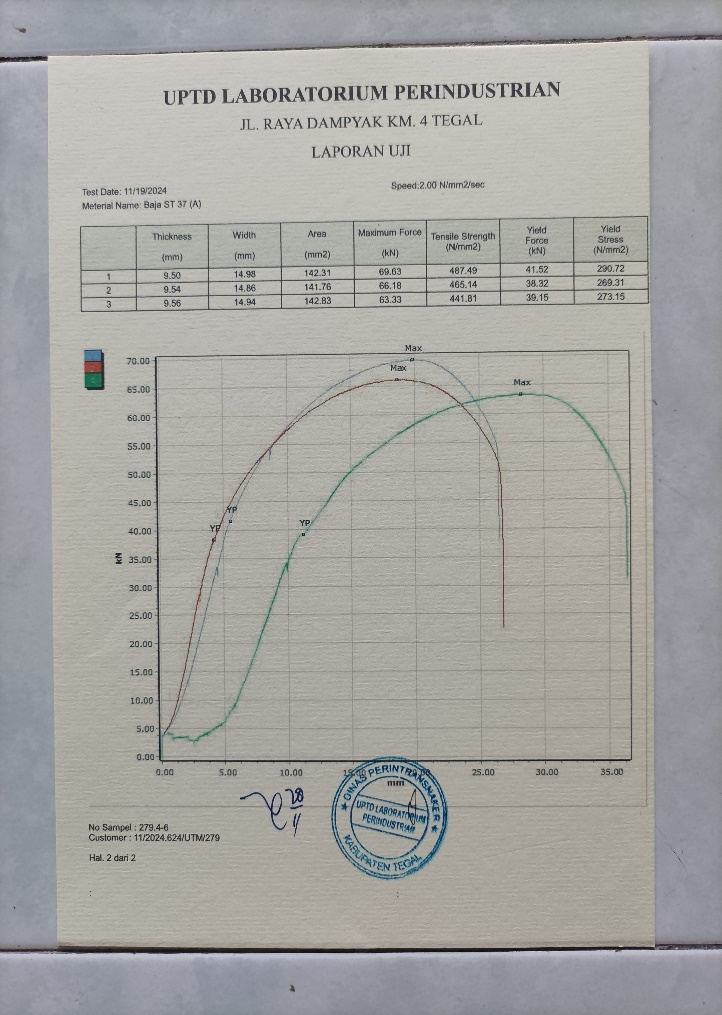 UPTD LABORATORIUM PERINDUSTRIAN
JL. RAYA DAMPYAK KM. 4 TEGAL
LAPORAN UJI
Test Date: 11/19/2024
Speed:2.00 N/mm2/sec
Meterial Name: Baja ST 37 (A)
Thickness (mm) Width (mm) Area (mm2) Maximum Force (kN) Tensile Strength (N/mm2) Yield Force (kN) Yield Stress (N/mm2)
1 9.50 14.98 142.31 69.63 487.49 41.52 290.72
2 9.54 14.86 141.76 66.18 465.14 38.32 269.31
3 9.56 14.94 142.83 63.33 441.81 39.15 273.15
Max
Max
Max
YP
YP
YP
70.00
65.00
60.00
55.00
50.00
45.00
40.00
35.00
30.00
25.00
20.00
15.00
10.00
5.00
0.00
kN
0.00 5.00 10.00 15.00 20.00 25.00 30.00 35.00
mm
28
11
DINAS PERINTRANSNAKER
UPTD LABORATORIUM
PERINDUSTRIAN
KABUPATEN TEGAL
No Sampel : 279.4-6
Customer : 11/2024.624/UTM/279
Hal. 2 dari 2